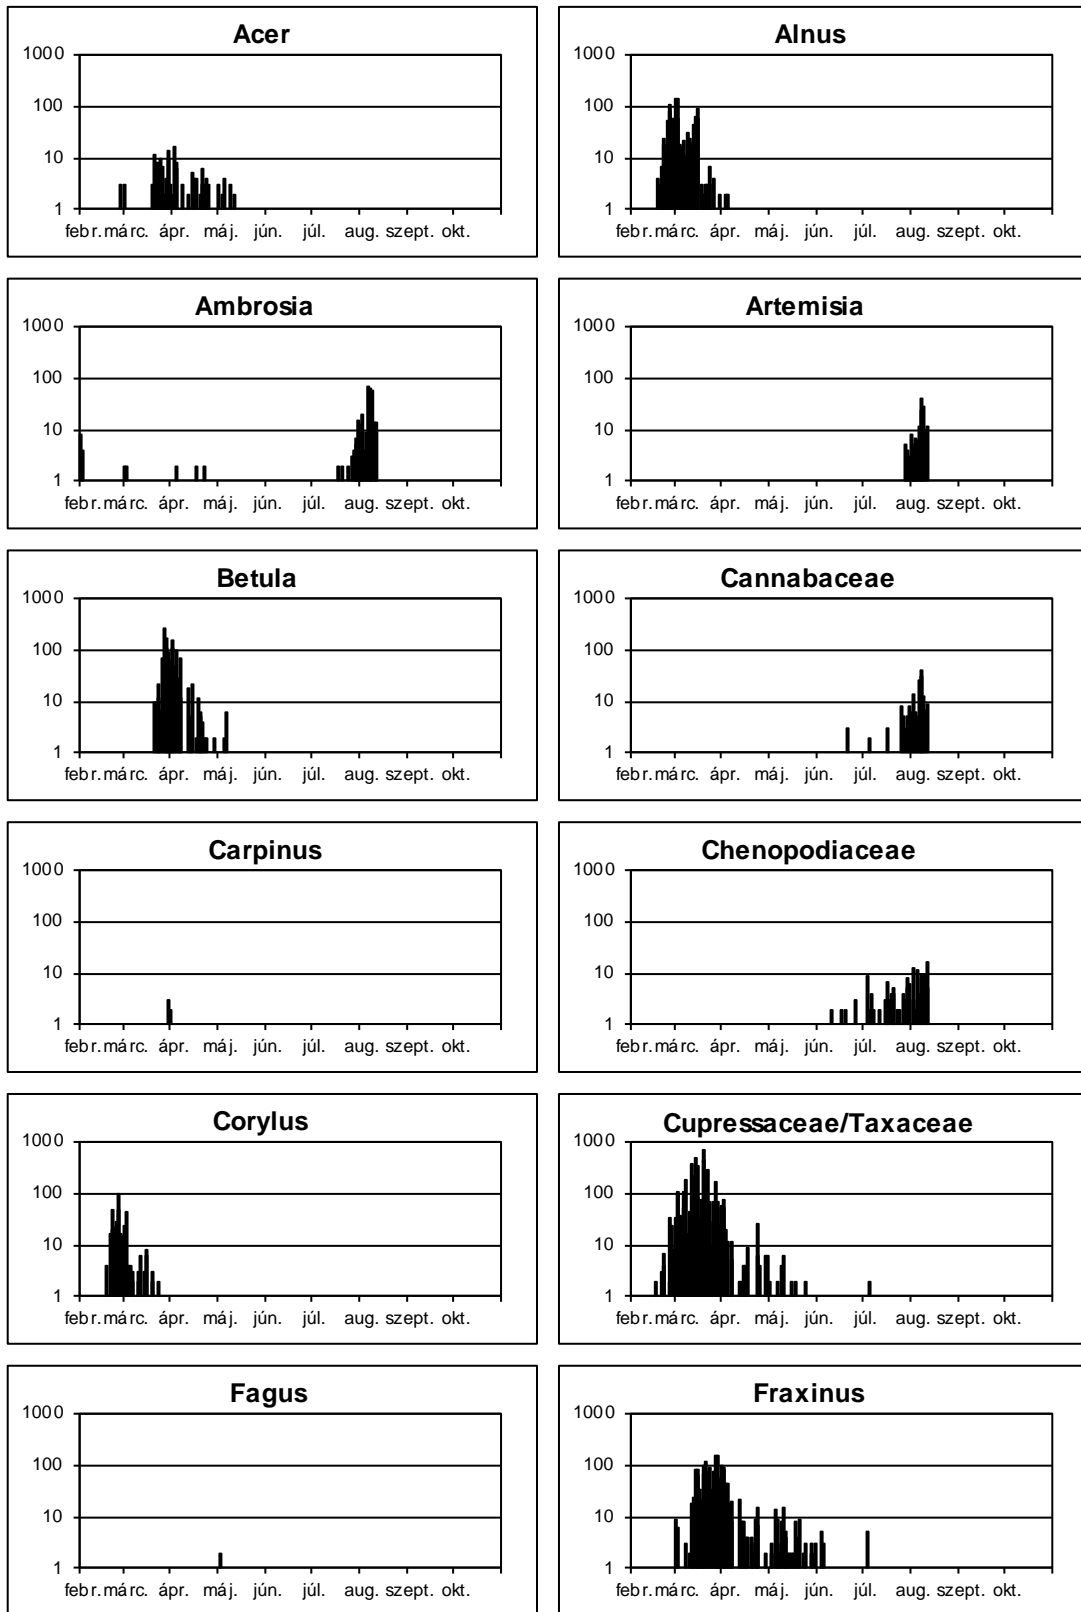 Acer
1000
100
10
1
febr. márc. ápr. máj. jún. júl. aug. szept. okt.
Alnus
1000
100
10
1
febr. márc. ápr. máj. jún. júl. aug. szept. okt.
Ambrosia
1000
100
10
1
febr. márc. ápr. máj. jún. júl. aug. szept. okt.
Artemisia
1000
100
10
1
febr. márc. ápr. máj. jún. júl. aug. szept. okt.
Betula
1000
100
10
1
febr. márc. ápr. máj. jún. júl. aug. szept. okt.
Cannabaceae
1000
100
10
1
febr. márc. ápr. máj. jún. júl. aug. szept. okt.
Carpinus
1000
100
10
1
febr. márc. ápr. máj. jún. júl. aug. szept. okt.
Chenopodiaceae
1000
100
10
1
febr. márc. ápr. máj. jún. júl. aug. szept. okt.
Corylus
1000
100
10
1
febr. márc. ápr. máj. jún. júl. aug. szept. okt.
Cupressaceae/Taxaceae
1000
100
10
1
febr. márc. ápr. máj. jún. júl. aug. szept. okt.
Fagus
1000
100
10
1
febr. márc. ápr. máj. jún. júl. aug. szept. okt.
Fraxinus
1000
100
10
1
febr. márc. ápr. máj. jún. júl. aug. szept. okt.